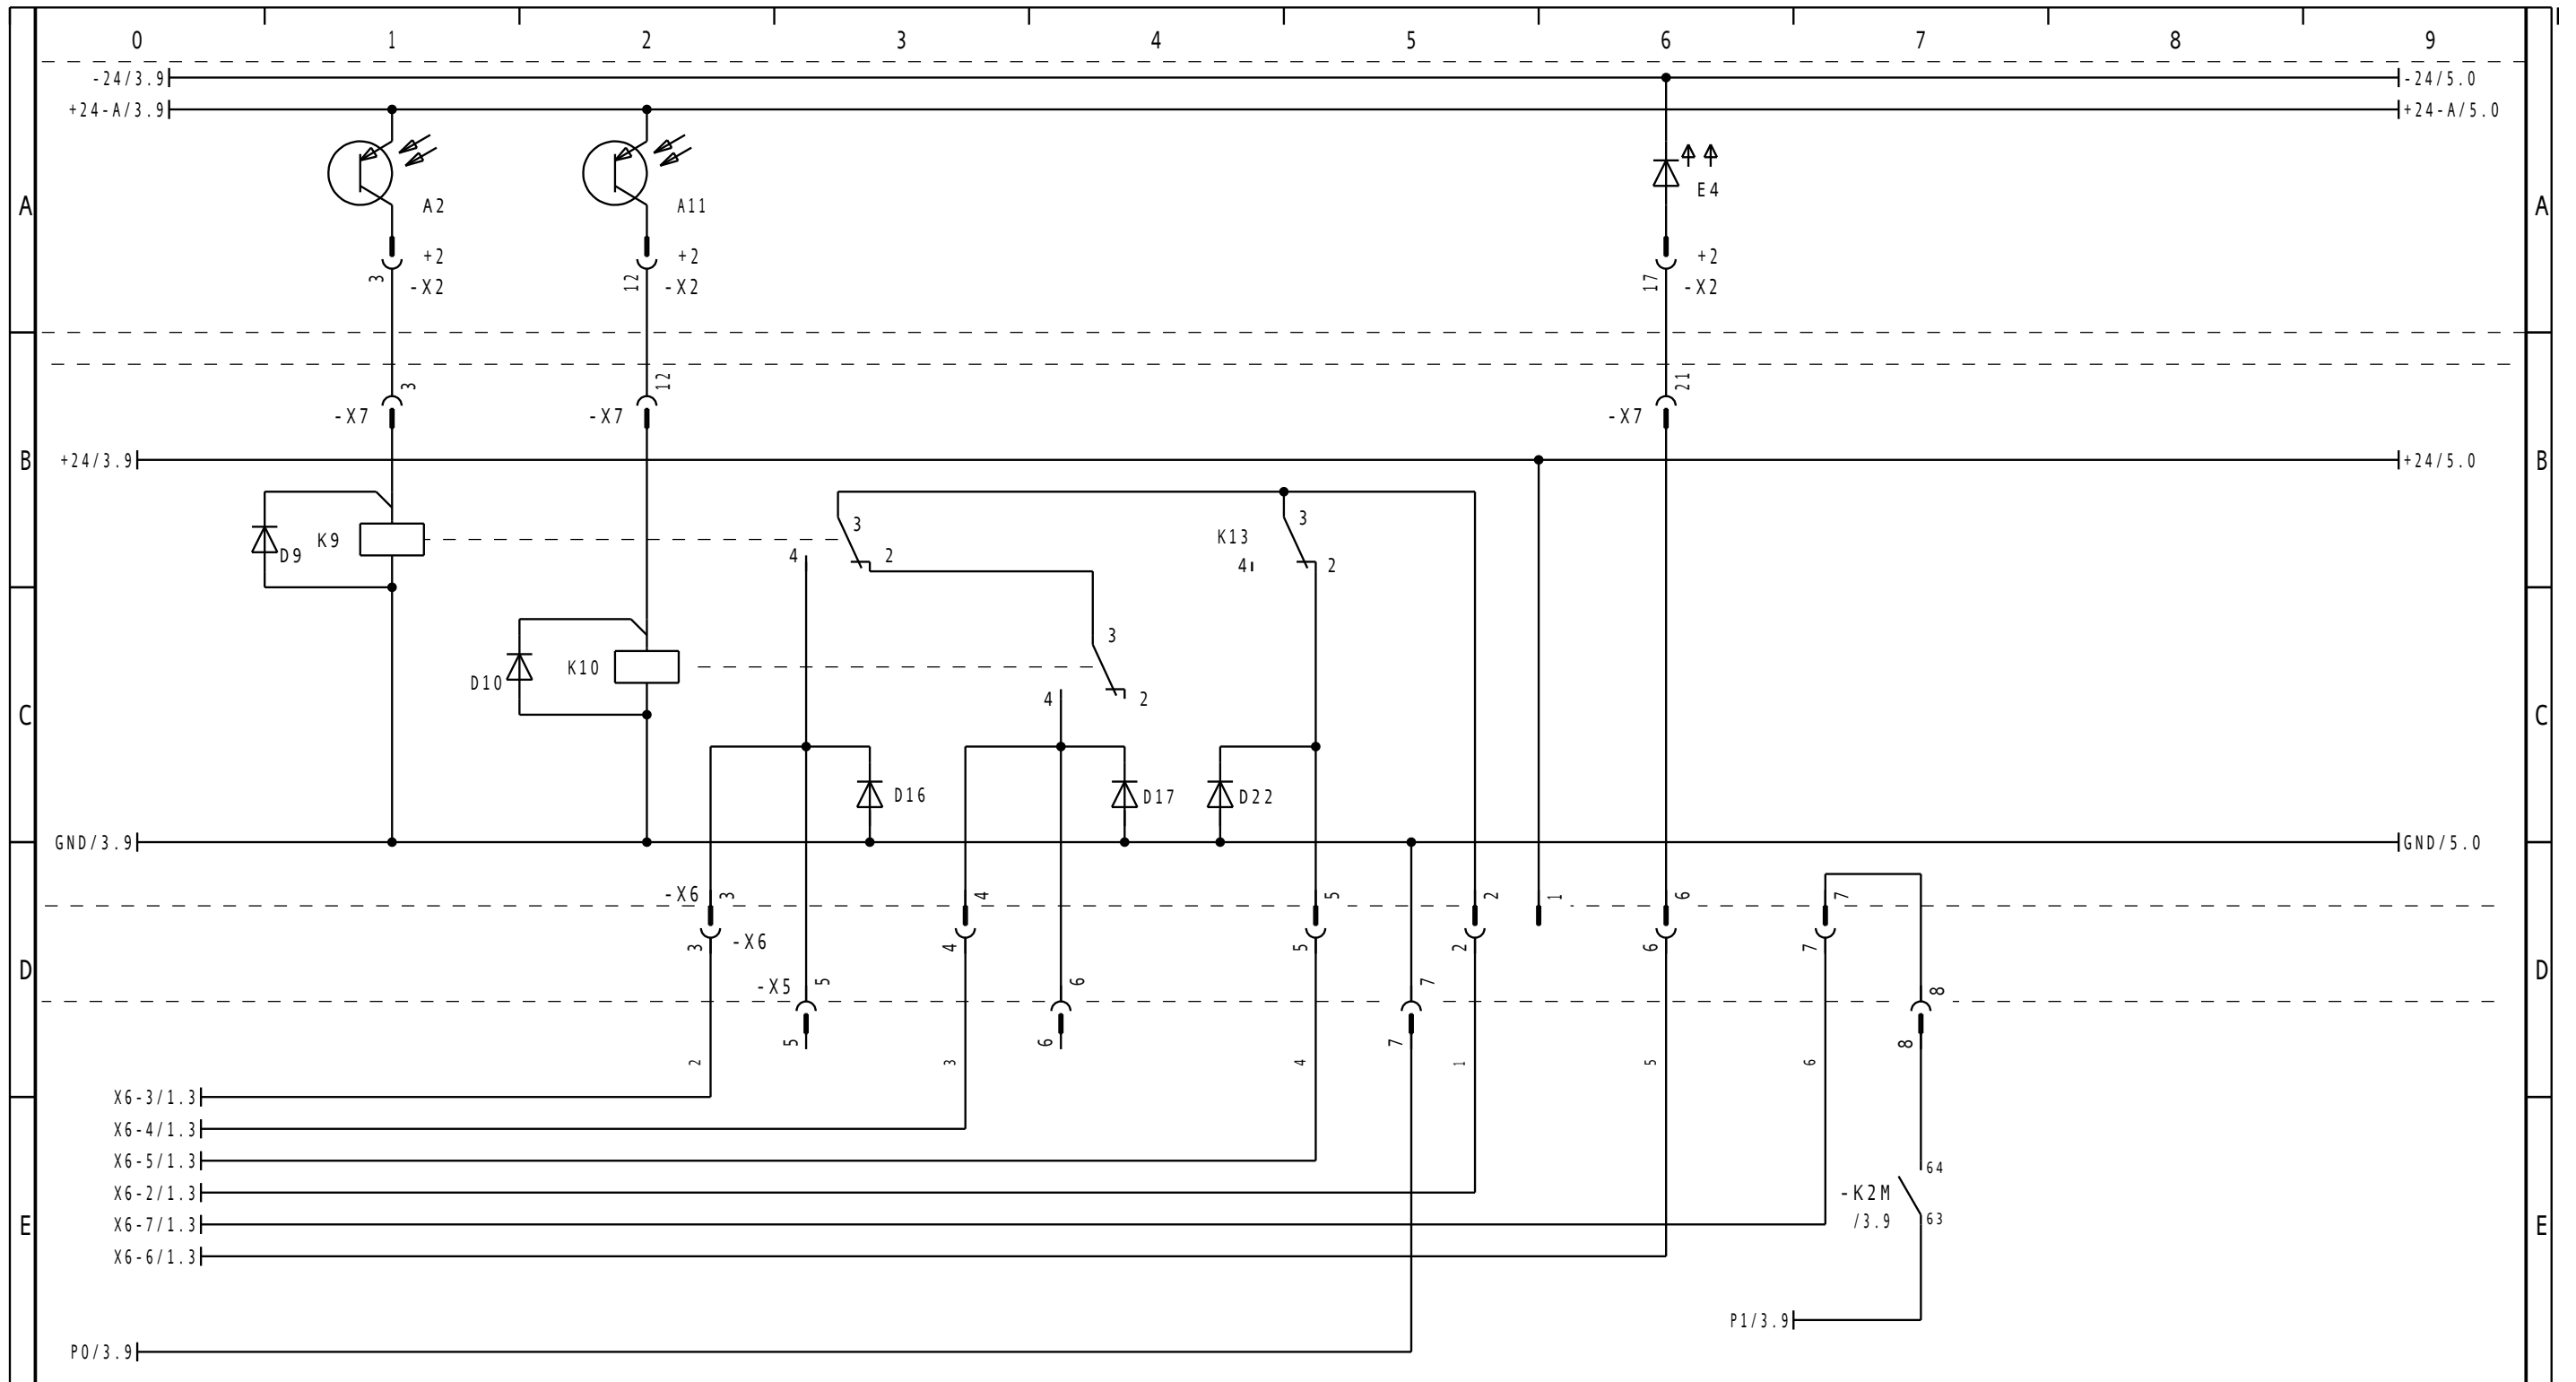 0 1 2 3 4 5 6 7 8 9
-24/3.9 -24/5.0
+24-A/3.9 +24-A/5.0
E4
A A2 A11 A
+2 +2 +2
3 -X2 12 -X2 17 -X2
3 12 21
-X7 -X7 -X7
B +24/3.9 +24/5.0 B
3 3
K9 K13
D9 4 2 4 2
3
K10
D10 4 2
C C
D16 D17 D22
GND/3.9 GND/5.0
-X6 3 4 5 2 1 6 7
3 -X6 4 5 2 6 7
D D
-X5 5 6 7 8
5 6 7 8
2 3 4 1 5 6
X6-3/1.3
X6-4/1.3
X6-5/1.3 64
X6-2/1.3 -K2M
E X6-7/1.3 /3.9 63 E
X6-6/1.3
P1/3.9
P0/3.9